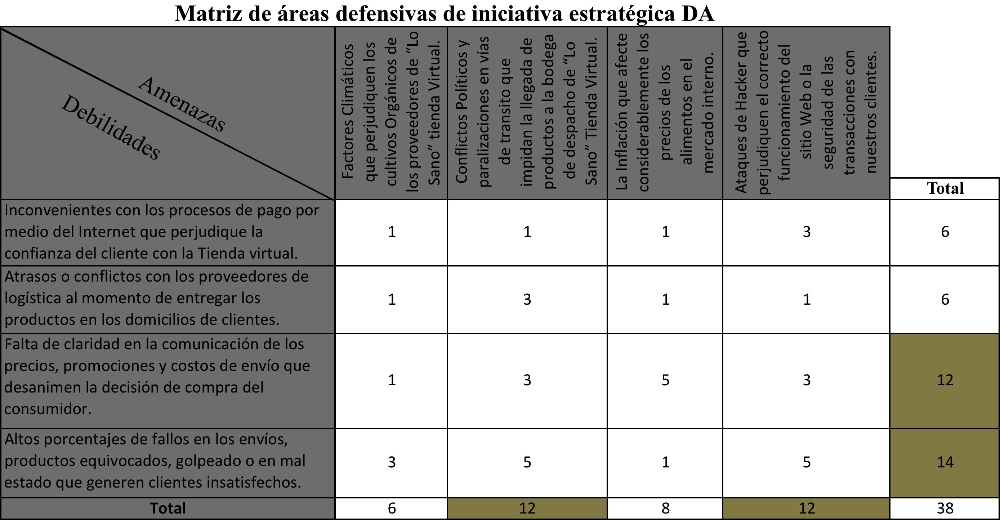 Matriz de áreas defensivas de iniciativa estratégica DA
Amenazas
Debilidades
Factores Climáticos
que perjudiquen los
cultivos Orgánicos de
los proveedores de “Lo
Sano” tienda Virtual.
Conflictos Políticos y
paralizaciones en vías
de transito que
impidan la llegada de
productos a la bodega
de despacho de “Lo
Sano” Tienda Virtual.
La Inflación que afecte
considerablemente los
precios de los
alimentos en el
mercado interno.
Ataques de Hacker que
perjudiquen el correcto
funcionamiento del
sitio Web o la
seguridad de las
transacciones con
nuestros clientes.
Total
Inconvenientes con los procesos de pago por
medio del Internet que perjudique la
confianza del cliente con la Tienda virtual.
1 1 1 3 6
Atrasos o conflictos con los proveedores de
logística al momento de entregar los
productos en los domicilios de clientes.
1 3 1 1 6
Falta de claridad en la comunicación de los
precios, promociones y costos de envío que
desanimen la decisión de compra del
consumidor.
1 3 5 3 12
Altos porcentajes de fallos en los envíos,
productos equivocados, golpeado o en mal
estado que generen clientes insatisfechos.
3 5 1 5 14
Total 6 12 8 12 38